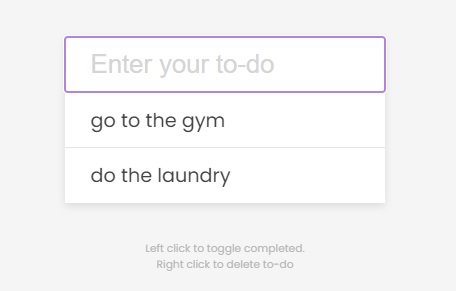 Enter your to-do
go to the gym
do the laundry
Left click to toggle completed.
Right click to delete to-do